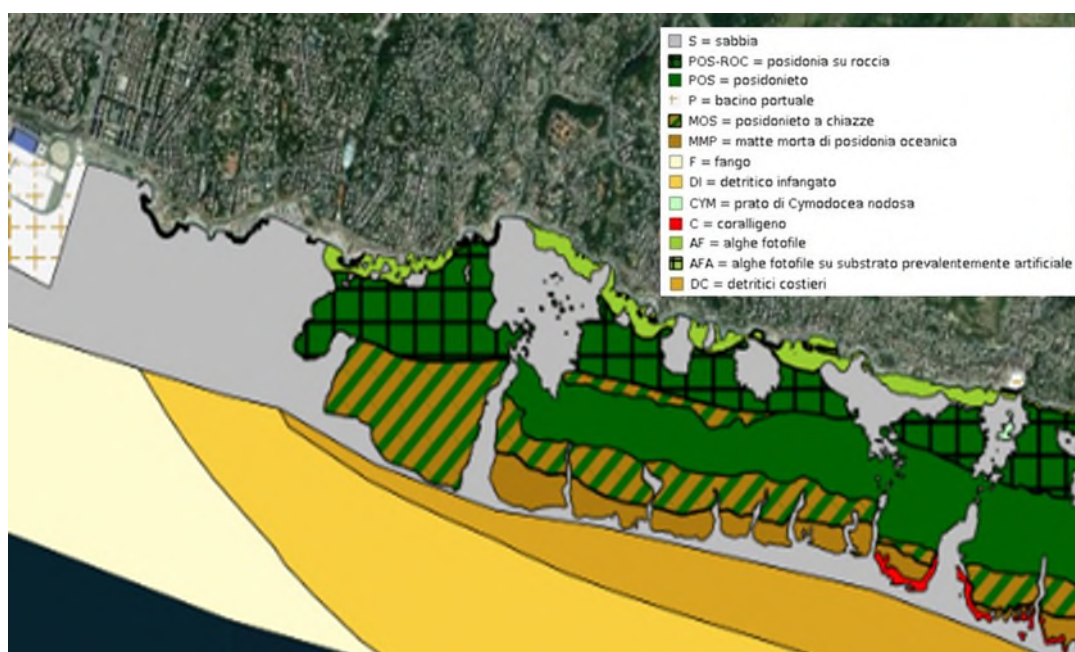 S = sabbia
POS-ROC = posidonia su roccia
POS = posidonieto
P = bacino portuale
MOS = posidonieto a chiazze
MMP = matte morta di posidonia oceanica
F = fango
DI = detritico infangato
CYM = prato di Cymodocea nodosa
C = coralligeno
AF = alghe fotofile
AFA = alghe fotofile su substrato prevalentemente artificiale
DC = detritici costieri